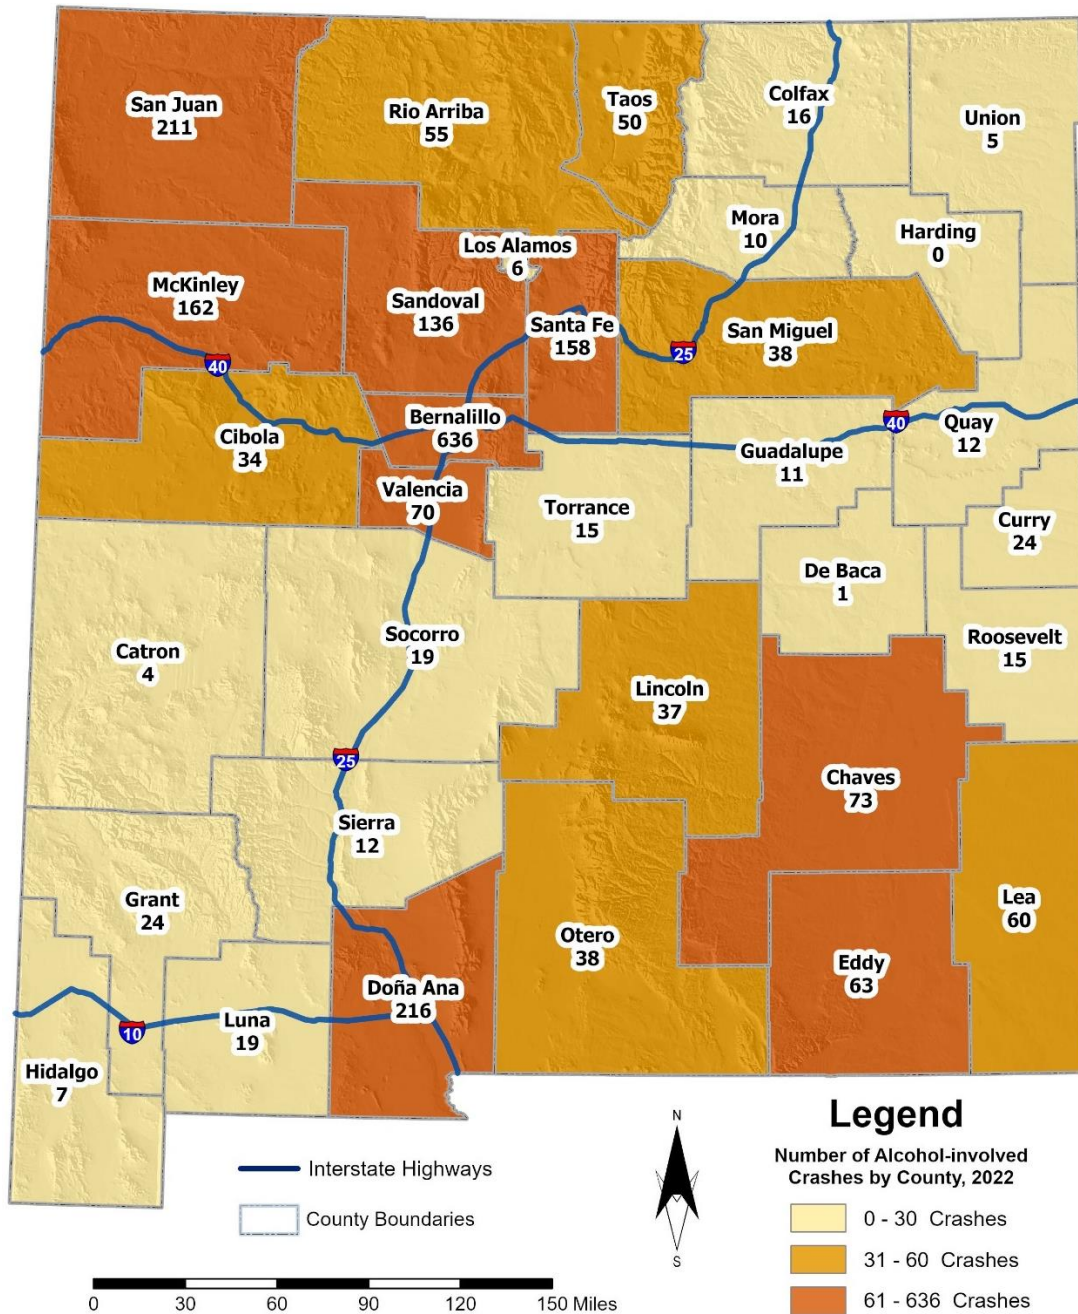 San Juan
211
Rio Arriba
55
Taos
50
Colfax
16
Union
5
Mora
10
Harding
0
Los Alamos
6
McKinley
162
Sandoval
136
Santa Fe
158
San Miguel
38
25
40
Cibola
34
Bernalillo
636
Valencia
70
Torrance
15
Guadalupe
11
40
Quay
12
Curry
24
De Baca
1
Roosevelt
15
Catron
4
Socorro
19
Lincoln
37
Chaves
73
25
Sierra
12
Grant
24
Otero
38
Lea
60
Eddy
63
Doña Ana
216
Luna
19
10
Hidalgo
7
Interstate Highways
County Boundaries
0 30 60 90 120 150 Miles
N
S
Legend
Number of Alcohol-involved
Crashes by County, 2022
0 - 30 Crashes
31 - 60 Crashes
61 - 636 Crashes